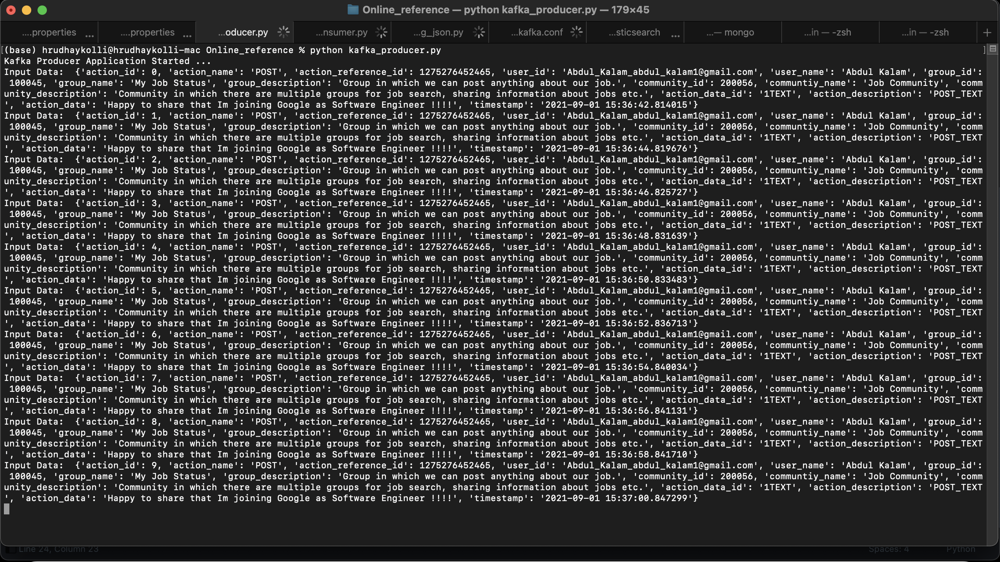 Online_reference — python kafka_producer.py — 179×45
....properties ...
....properties ...
...oducer.py
...nsumer.py
...g_json.py
...kafka.conf
...sticsearch ...
...— mongo
...in — -zsh
...in — -zsh
+
[(base) hrudhaykolli@hrudhaykolli-mac Online_reference % python kafka_producer.py ]
Kafka Producer Application Started ...
Input Data:  {'action_id': 0, 'action_name': 'POST', 'action_reference_id': 1275276452465, 'user_id': 'Abdul_Kalam_abdul_kalam1@gmail.com', 'user_name': 'Abdul Kalam', 'group_id':
 100045, 'group_name': 'My Job Status', 'group_description': 'Group in which we can post anything about our job.', 'community_id': 200056, 'communtiy_name': 'Job Community', 'comm
unity_description': 'Community in which there are multiple groups for job search, sharing information about jobs etc.', 'action_data_id': '1TEXT', 'action_description': 'POST_TEXT
', 'action_data': 'Happy to share that Im joining Google as Software Engineer !!!!', 'timestamp': '2021-09-01 15:36:42.814015'}
Input Data:  {'action_id': 1, 'action_name': 'POST', 'action_reference_id': 1275276452465, 'user_id': 'Abdul_Kalam_abdul_kalam1@gmail.com', 'user_name': 'Abdul Kalam', 'group_id':
 100045, 'group_name': 'My Job Status', 'group_description': 'Group in which we can post anything about our job.', 'community_id': 200056, 'communtiy_name': 'Job Community', 'comm
unity_description': 'Community in which there are multiple groups for job search, sharing information about jobs etc.', 'action_data_id': '1TEXT', 'action_description': 'POST_TEXT
', 'action_data': 'Happy to share that Im joining Google as Software Engineer !!!!', 'timestamp': '2021-09-01 15:36:44.819676'}
Input Data:  {'action_id': 2, 'action_name': 'POST', 'action_reference_id': 1275276452465, 'user_id': 'Abdul_Kalam_abdul_kalam1@gmail.com', 'user_name': 'Abdul Kalam', 'group_id':
 100045, 'group_name': 'My Job Status', 'group_description': 'Group in which we can post anything about our job.', 'community_id': 200056, 'communtiy_name': 'Job Community', 'comm
unity_description': 'Community in which there are multiple groups for job search, sharing information about jobs etc.', 'action_data_id': '1TEXT', 'action_description': 'POST_TEXT
', 'action_data': 'Happy to share that Im joining Google as Software Engineer !!!!', 'timestamp': '2021-09-01 15:36:46.825727'}
Input Data:  {'action_id': 3, 'action_name': 'POST', 'action_reference_id': 1275276452465, 'user_id': 'Abdul_Kalam_abdul_kalam1@gmail.com', 'user_name': 'Abdul Kalam', 'group_id':
 100045, 'group_name': 'My Job Status', 'group_description': 'Group in which we can post anything about our job.', 'community_id': 200056, 'communtiy_name': 'Job Community', 'comm
unity_description': 'Community in which there are multiple groups for job search, sharing information about jobs etc.', 'action_data_id': '1TEXT', 'action_description': 'POST_TEXT
', 'action_data': 'Happy to share that Im joining Google as Software Engineer !!!!', 'timestamp': '2021-09-01 15:36:48.831639'}
Input Data:  {'action_id': 4, 'action_name': 'POST', 'action_reference_id': 1275276452465, 'user_id': 'Abdul_Kalam_abdul_kalam1@gmail.com', 'user_name': 'Abdul Kalam', 'group_id':
 100045, 'group_name': 'My Job Status', 'group_description': 'Group in which we can post anything about our job.', 'community_id': 200056, 'communtiy_name': 'Job Community', 'comm
unity_description': 'Community in which there are multiple groups for job search, sharing information about jobs etc.', 'action_data_id': '1TEXT', 'action_description': 'POST_TEXT
', 'action_data': 'Happy to share that Im joining Google as Software Engineer !!!!', 'timestamp': '2021-09-01 15:36:50.833483'}
Input Data:  {'action_id': 5, 'action_name': 'POST', 'action_reference_id': 1275276452465, 'user_id': 'Abdul_Kalam_abdul_kalam1@gmail.com', 'user_name': 'Abdul Kalam', 'group_id':
 100045, 'group_name': 'My Job Status', 'group_description': 'Group in which we can post anything about our job.', 'community_id': 200056, 'communtiy_name': 'Job Community', 'comm
unity_description': 'Community in which there are multiple groups for job search, sharing information about jobs etc.', 'action_data_id': '1TEXT', 'action_description': 'POST_TEXT
', 'action_data': 'Happy to share that Im joining Google as Software Engineer !!!!', 'timestamp': '2021-09-01 15:36:52.836713'}
Input Data:  {'action_id': 6, 'action_name': 'POST', 'action_reference_id': 1275276452465, 'user_id': 'Abdul_Kalam_abdul_kalam1@gmail.com', 'user_name': 'Abdul Kalam', 'group_id':
 100045, 'group_name': 'My Job Status', 'group_description': 'Group in which we can post anything about our job.', 'community_id': 200056, 'communtiy_name': 'Job Community', 'comm
unity_description': 'Community in which there are multiple groups for job search, sharing information about jobs etc.', 'action_data_id': '1TEXT', 'action_description': 'POST_TEXT
', 'action_data': 'Happy to share that Im joining Google as Software Engineer !!!!', 'timestamp': '2021-09-01 15:36:54.840034'}
Input Data:  {'action_id': 7, 'action_name': 'POST', 'action_reference_id': 1275276452465, 'user_id': 'Abdul_Kalam_abdul_kalam1@gmail.com', 'user_name': 'Abdul Kalam', 'group_id':
 100045, 'group_name': 'My Job Status', 'group_description': 'Group in which we can post anything about our job.', 'community_id': 200056, 'communtiy_name': 'Job Community', 'comm
unity_description': 'Community in which there are multiple groups for job search, sharing information about jobs etc.', 'action_data_id': '1TEXT', 'action_description': 'POST_TEXT
', 'action_data': 'Happy to share that Im joining Google as Software Engineer !!!!', 'timestamp': '2021-09-01 15:36:56.841131'}
Input Data:  {'action_id': 8, 'action_name': 'POST', 'action_reference_id': 1275276452465, 'user_id': 'Abdul_Kalam_abdul_kalam1@gmail.com', 'user_name': 'Abdul Kalam', 'group_id':
 100045, 'group_name': 'My Job Status', 'group_description': 'Group in which we can post anything about our job.', 'community_id': 200056, 'communtiy_name': 'Job Community', 'comm
unity_description': 'Community in which there are multiple groups for job search, sharing information about jobs etc.', 'action_data_id': '1TEXT', 'action_description': 'POST_TEXT
', 'action_data': 'Happy to share that Im joining Google as Software Engineer !!!!', 'timestamp': '2021-09-01 15:36:58.841710'}
Input Data:  {'action_id': 9, 'action_name': 'POST', 'action_reference_id': 1275276452465, 'user_id': 'Abdul_Kalam_abdul_kalam1@gmail.com', 'user_name': 'Abdul Kalam', 'group_id':
 100045, 'group_name': 'My Job Status', 'group_description': 'Group in which we can post anything about our job.', 'community_id': 200056, 'communtiy_name': 'Job Community', 'comm
unity_description': 'Community in which there are multiple groups for job search, sharing information about jobs etc.', 'action_data_id': '1TEXT', 'action_description': 'POST_TEXT
', 'action_data': 'Happy to share that Im joining Google as Software Engineer !!!!', 'timestamp': '2021-09-01 15:37:00.847299'}
Line 24, Column 23
Spaces: 4
Python